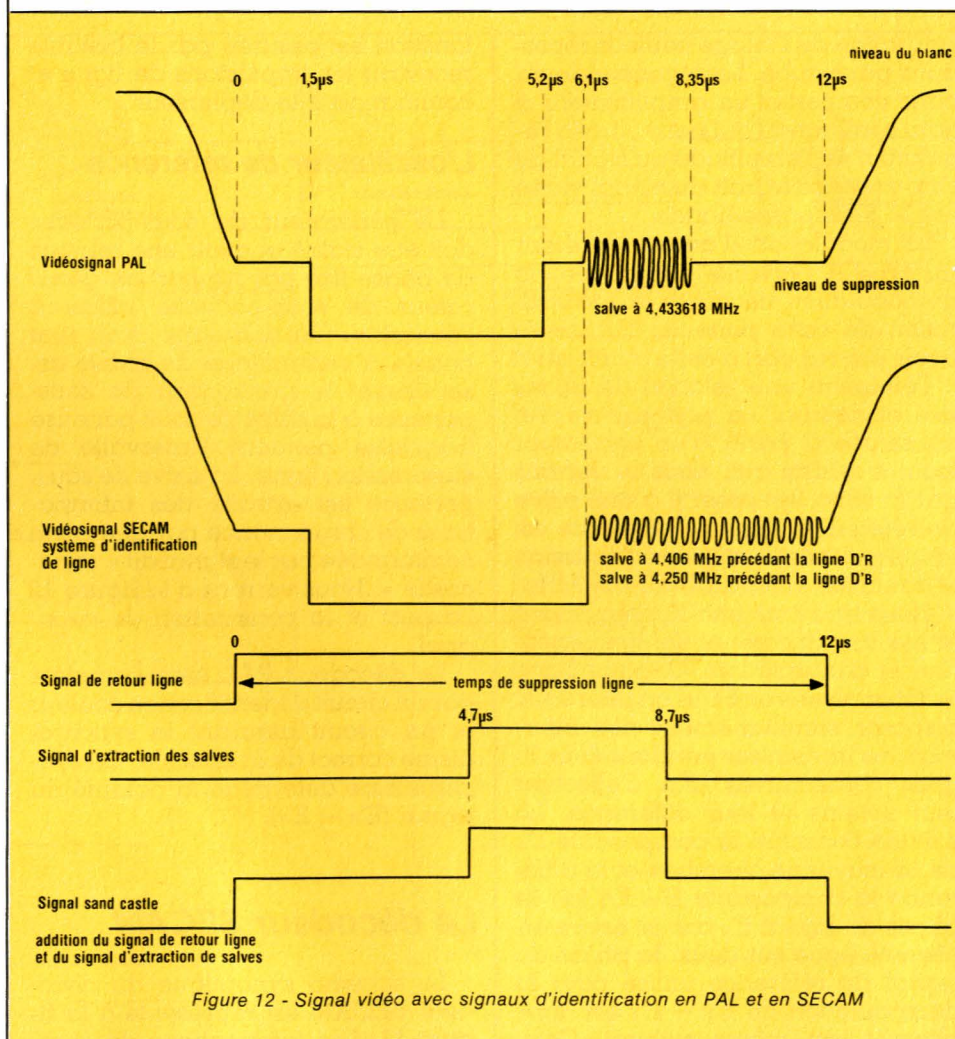 niveau du blanc
0 1,5µs 5,2µs 6,1µs 8,35µs 12µs
Vidéosignal PAL
niveau de suppression
salve à 4,433618 MHz
Vidéosignal SECAM
système d'identification
de ligne
salve à 4,406 MHz précédant la ligne D'R
salve à 4,250 MHz précédant la ligne D'B
0 12µs
Signal de retour ligne
temps de suppression ligne
4,7µs 8,7µs
Signal d'extraction des salves
Signal sand castle
addition du signal de retour ligne
et du signal d'extraction de salves
Figure 12 - Signal vidéo avec signaux d'identification en PAL et en SECAM